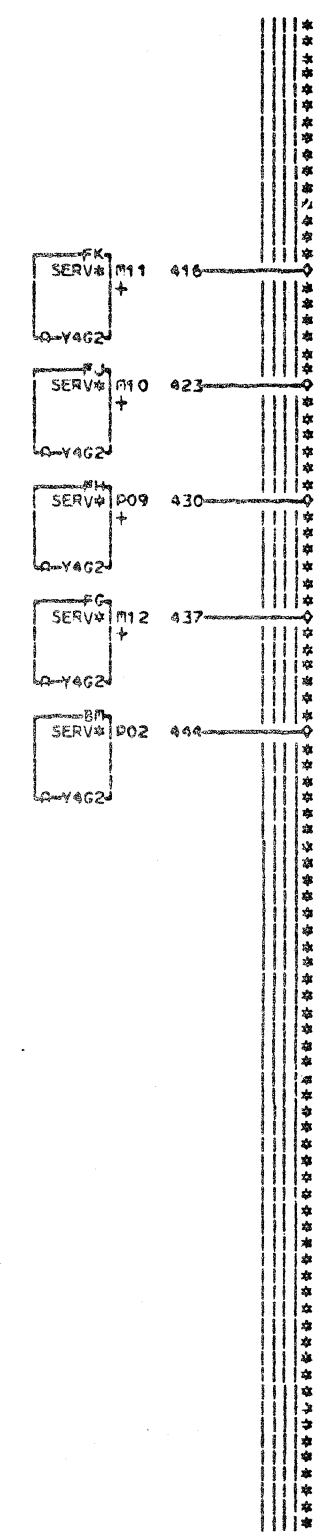 FK
SERV* M11 416
+
A-Y4G2
FJ
SERV* M10 423
+
A-Y4G2
FH
SERV* P09 430
+
A-Y4G2
FG
SERV* M12 437
+
A-Y4G2
BM
SERV* P02 444
A-Y4G2